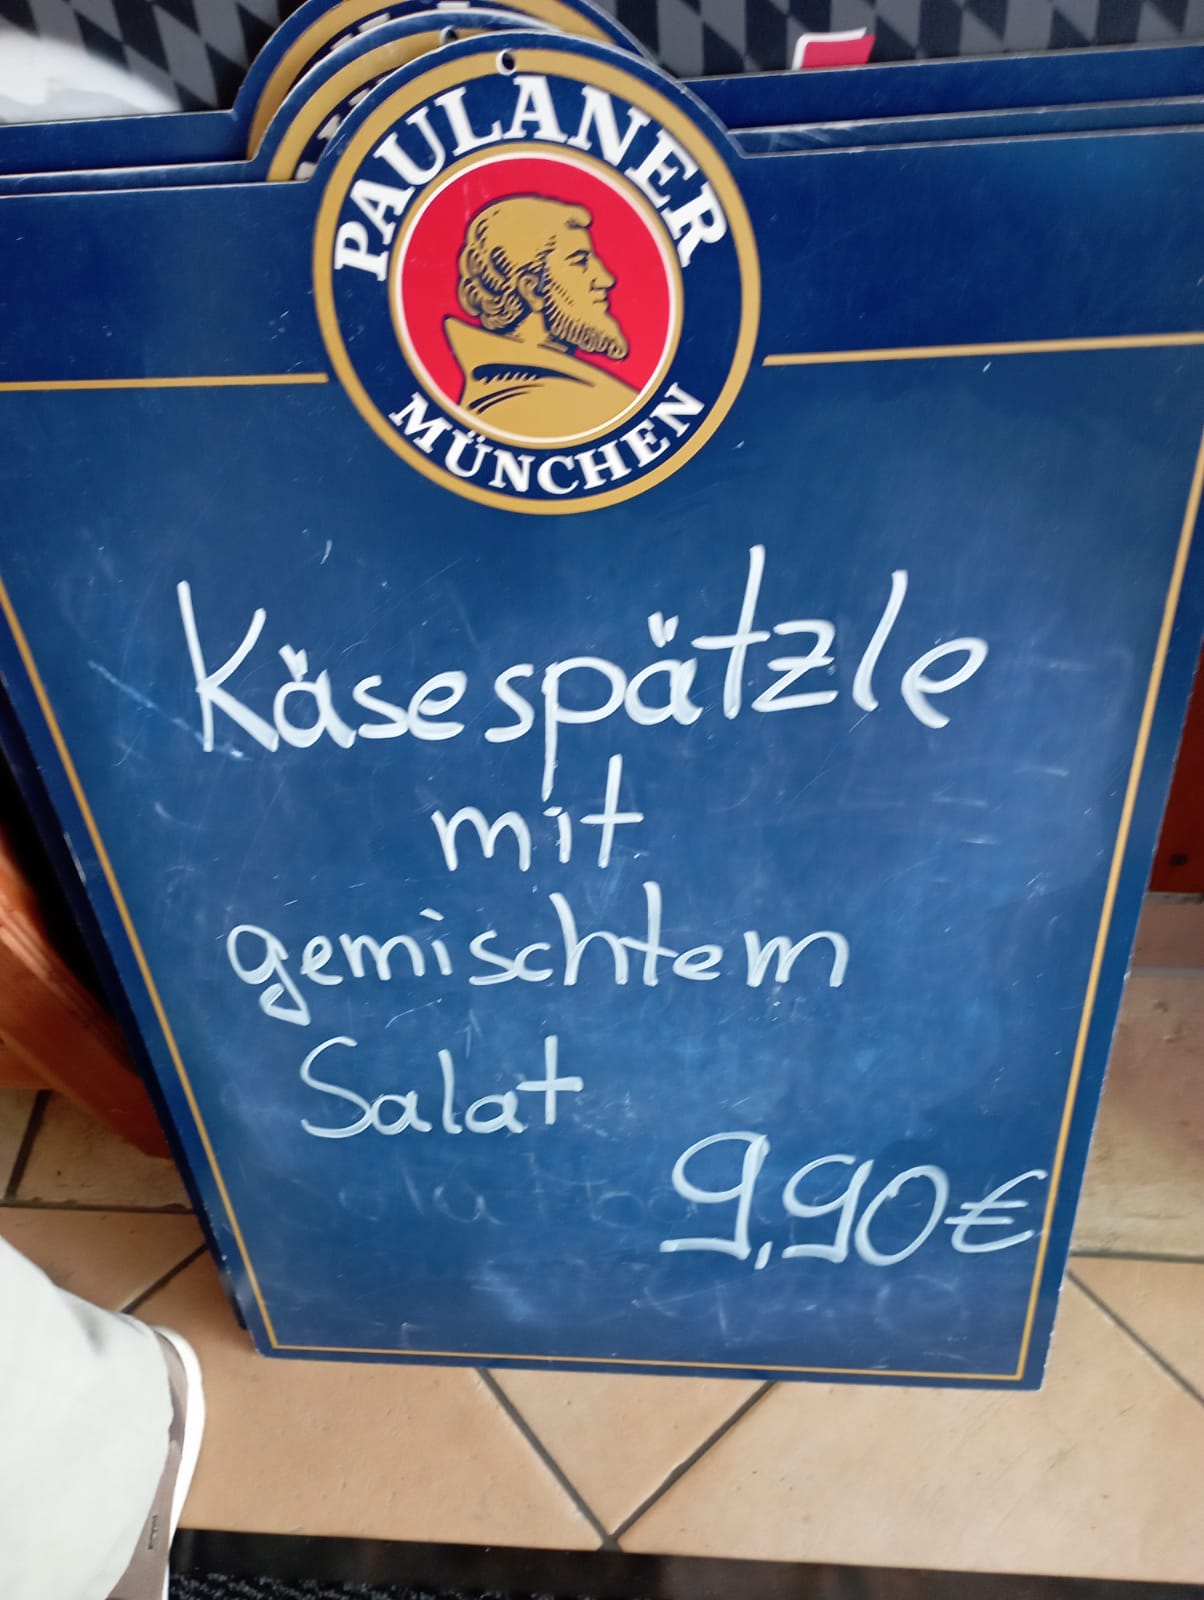 PAULANER
MÜNCHEN
Käsespätzle
mit
gemischtem
Salat
9,90€